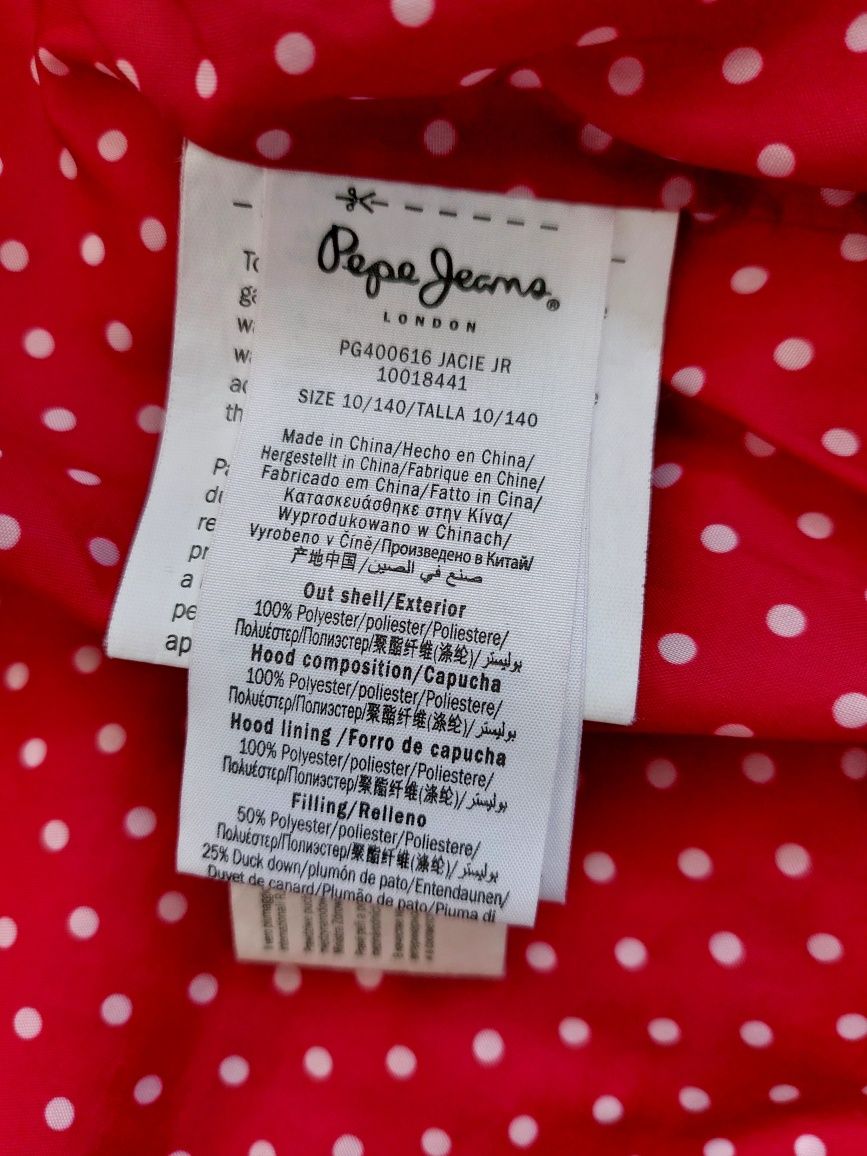 Pepe Jeans®
LONDON
PG400616 JACIE JR
10018441
SIZE 10/140/TALLA 10/140
Made in China/Hecho en China/
Hergestellt in China/Fabrique en Chine/
Fabricado em China/Fatto in Cina/
Κατασκευάσθηκε στην Κίνα/
Wyprodukowano w Chinach/
Vyrobeno v Číně/Произведено в Китай/
产地中国/صنع في الصين
Out shell/Exterior
100% Polyester/poliester/Poliestere/
Πολυέστερ/Полиэстер/聚酯纤维(涤纶)/بوليستر/
Hood composition/Capucha
100% Polyester/poliester/Poliestere/
Πολυέστερ/Полиэстер/聚酯纤维(涤纶)/بوليستر/
Hood lining /Forro de capucha
100% Polyester/poliester/Poliestere/
Πολυέστερ/Полиэстер/聚酯纤维(涤纶)/بوليستر/
Filling/Relleno
50% Polyester/poliester/Poliestere/
Πολυέστερ/Полиэстер/聚酯纤维(涤纶)/بوليستر/
25% Duck down/plumón de pato/Entendaunen/
Duvet de canard/Plumão de pato/Piuma di